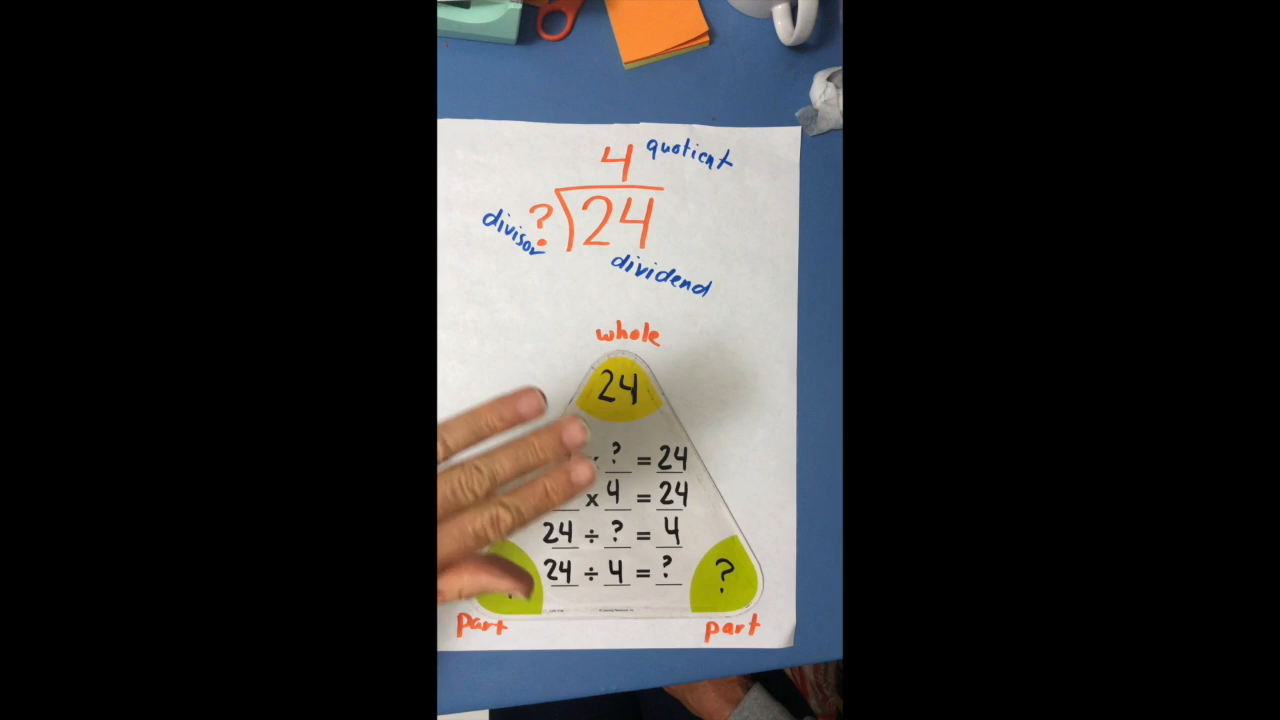 4 quotient
divisor ? 24
dividend
whole
24
? = 24
x 4 = 24
24 ÷ ? = 4
24 ÷ 4 = ?
?
part
part